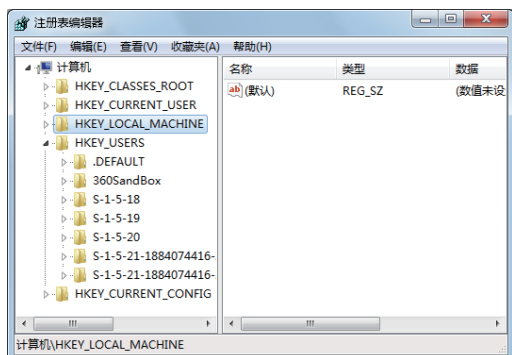 注册表编辑器
文件(F) 编辑(E) 查看(V) 收藏夹(A) 帮助(H)
计算机
HKEY_CLASSES_ROOT
HKEY_CURRENT_USER
HKEY_LOCAL_MACHINE
HKEY_USERS
.DEFAULT
360SandBox
S-1-5-18
S-1-5-19
S-1-5-20
S-1-5-21-1884074416-
S-1-5-21-1884074416-
HKEY_CURRENT_CONFIG
名称 类型 数据
ab (默认) REG_SZ (数值未设
计算机\HKEY_LOCAL_MACHINE